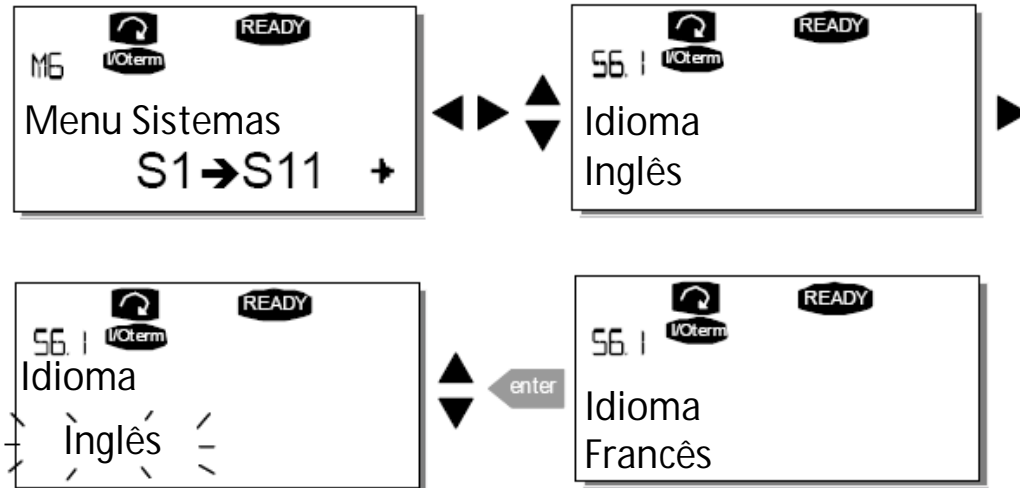 READY
M6 I/Oterm
Menu Sistemas
S1➔S11
READY
S6.1 I/Oterm
Idioma
Inglês
READY
S6.1 I/Oterm
Idioma
Inglês
enter
READY
S6.1 I/Oterm
Idioma
Francês